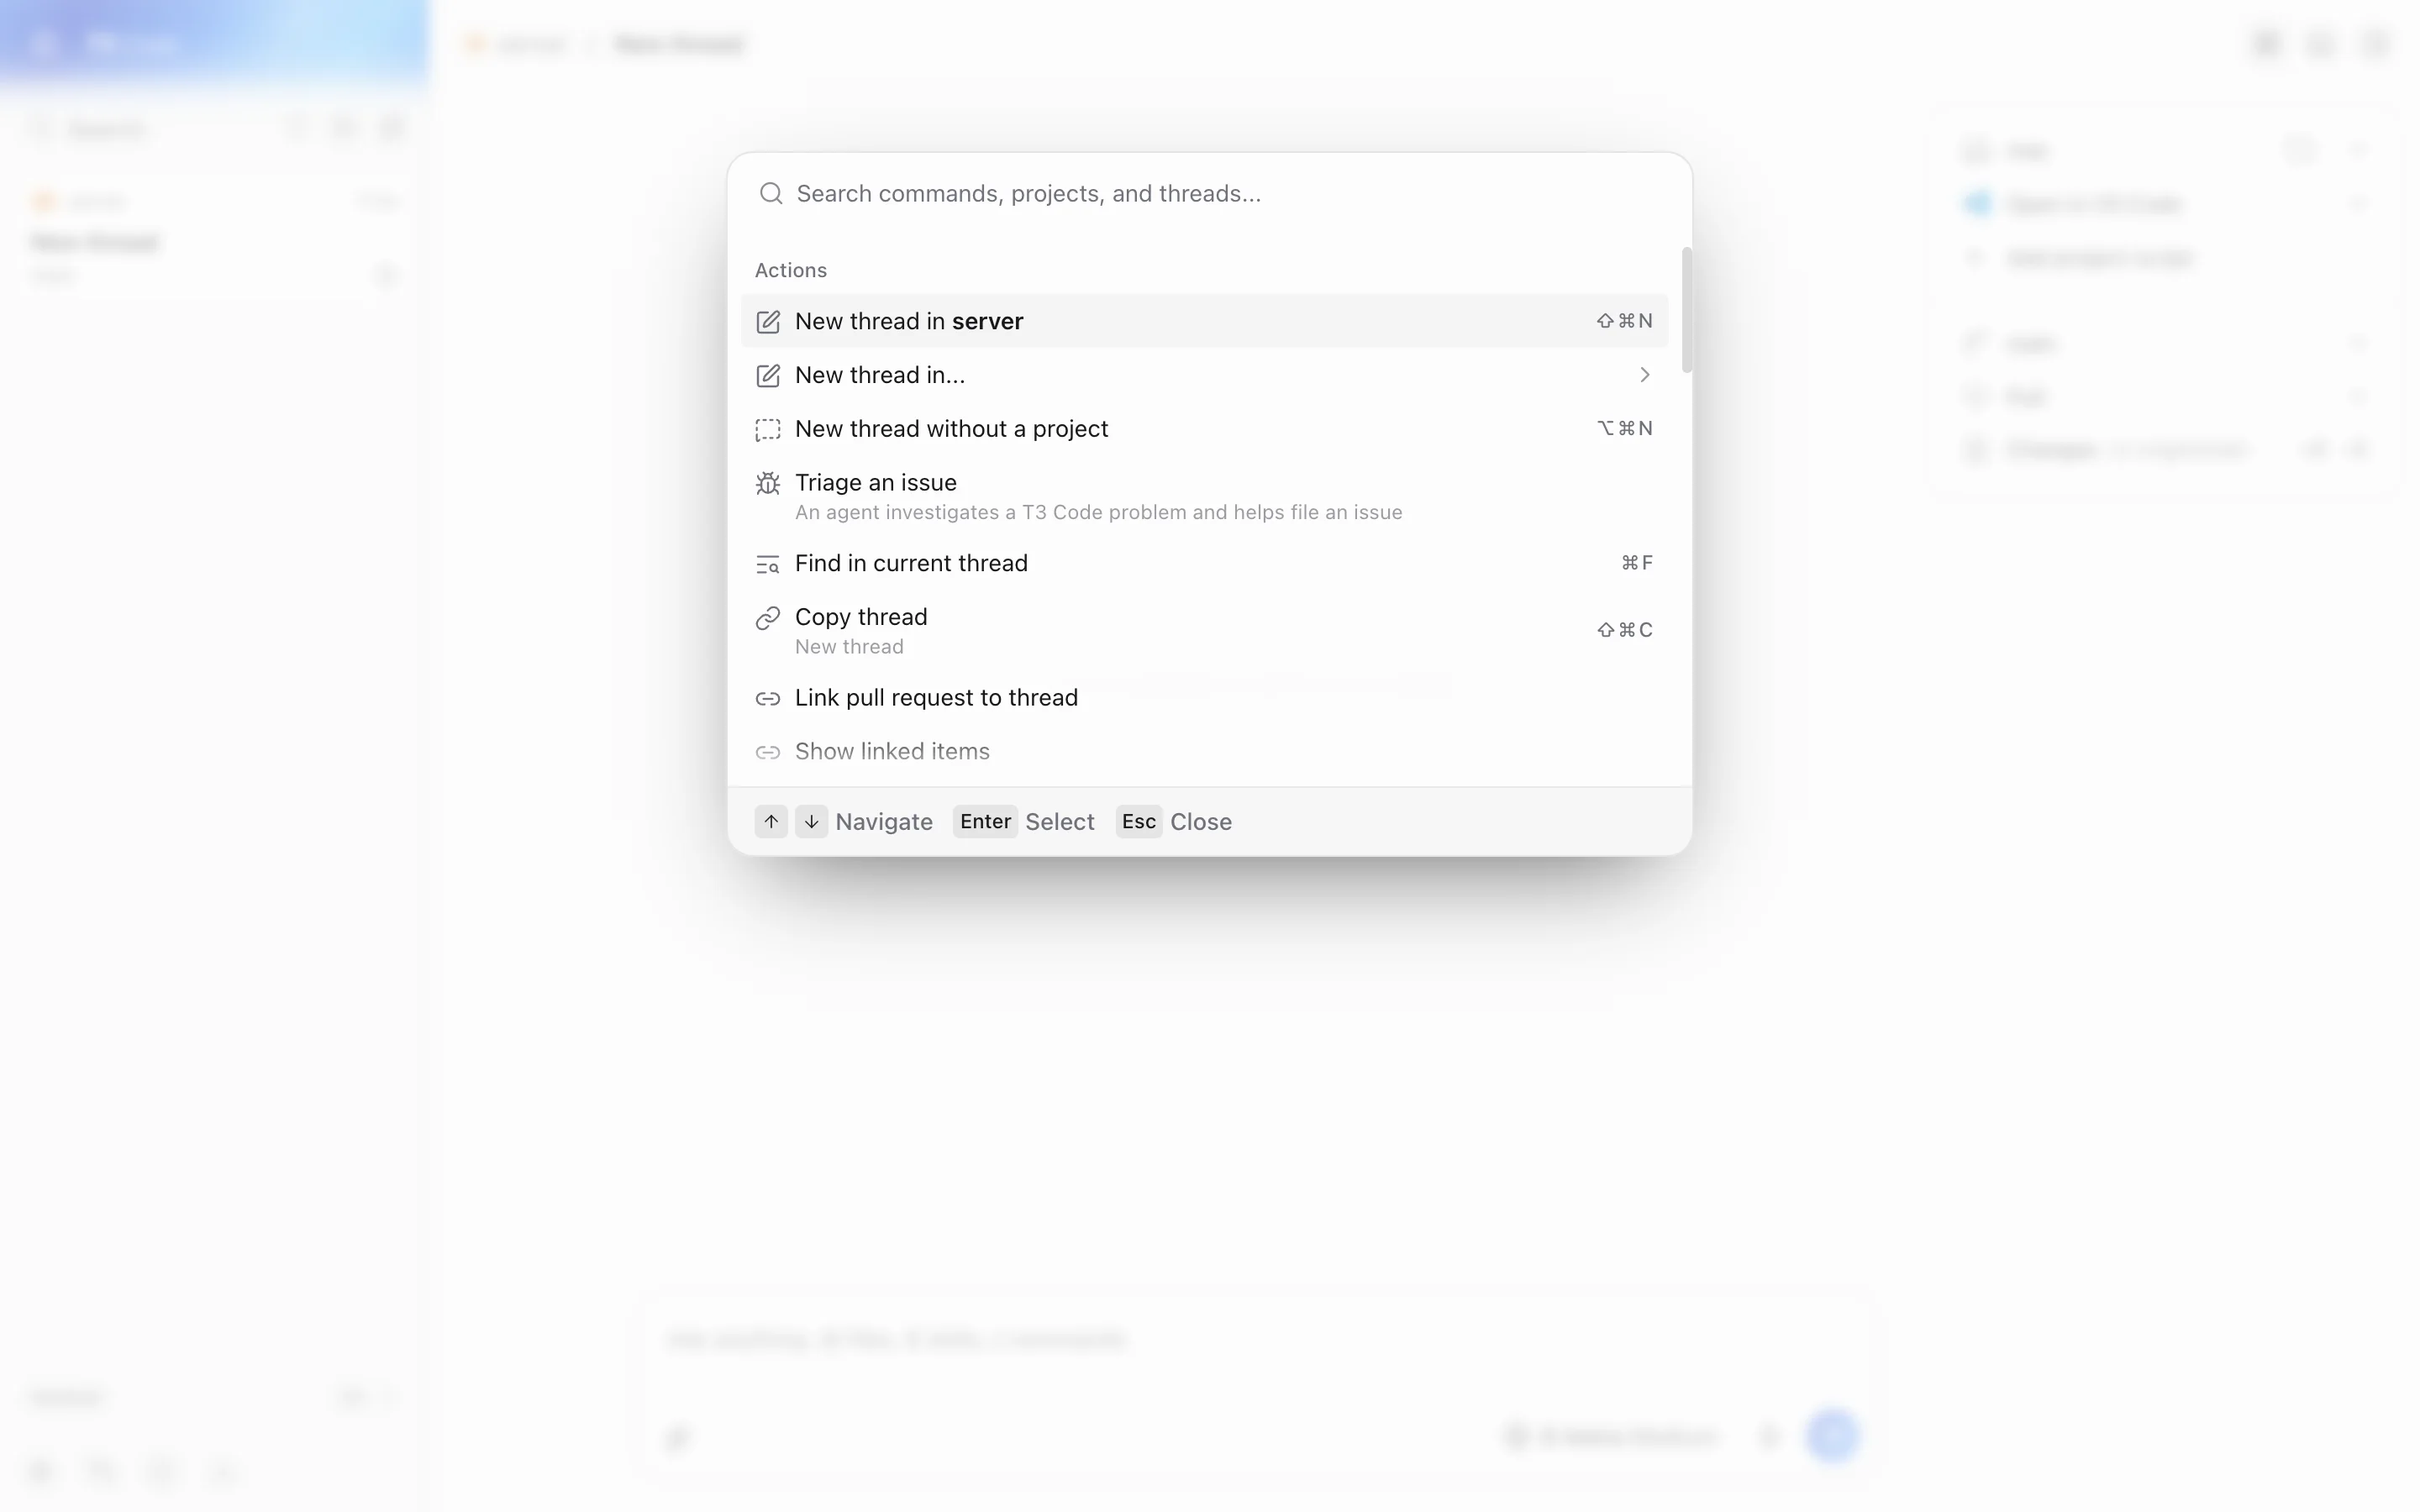 Search commands, projects, and threads...
Actions
New thread in server ⇧⌘N
New thread in...
New thread without a project ⌥⌘N
Triage an issue
An agent investigates a T3 Code problem and helps file an issue
Find in current thread ⌘F
Copy thread ⇧⌘C
New thread
Link pull request to thread
Show linked items
↑ ↓ Navigate Enter Select Esc Close